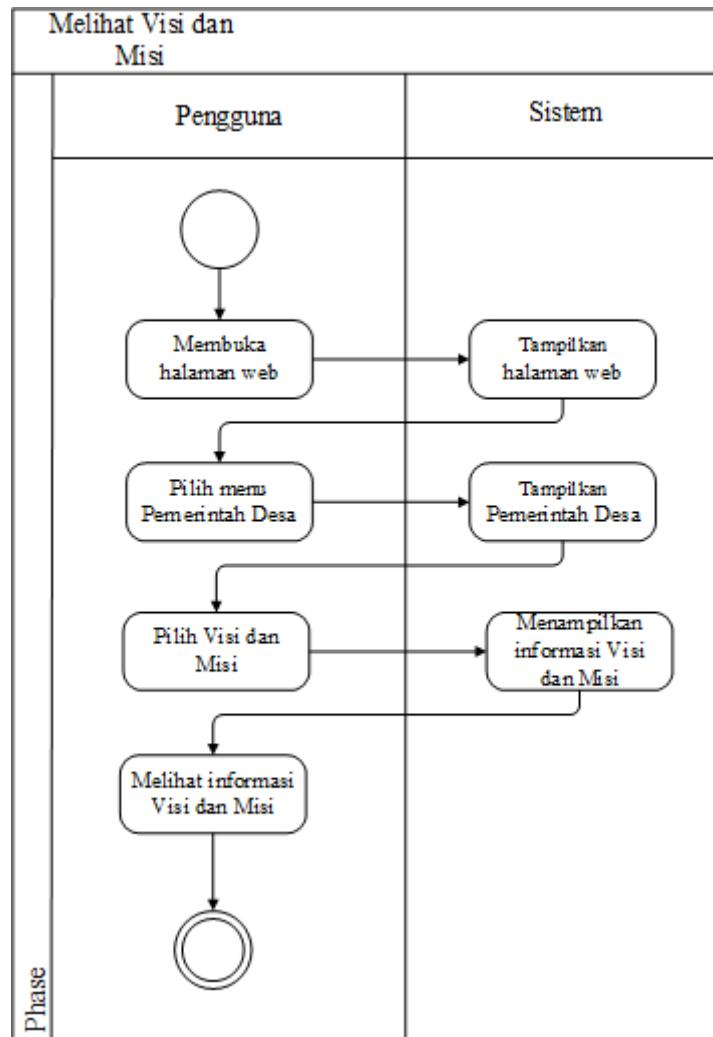 Melihat Visi dan
Misi
Pengguna
Sistem
Membuka
halaman web
Tampilkan
halaman web
Pilih menu
Pemerintah Desa
Tampilkan
Pemerintah Desa
Pilih Visi dan
Misi
Menampilkan
informasi Visi
dan Misi
Melihat informasi
Visi dan Misi
Phase